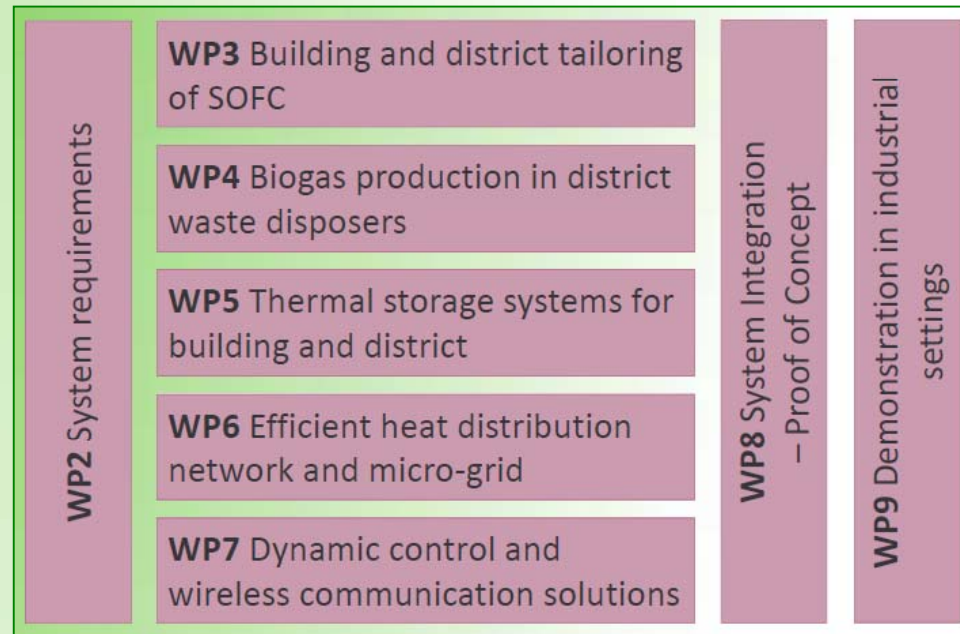 WP2 System requirements
WP3 Building and district tailoring
of SOFC
WP4 Biogas production in district
waste disposers
WP5 Thermal storage systems for
building and district
WP6 Efficient heat distribution
network and micro-grid
WP7 Dynamic control and
wireless communication solutions
WP8 System Integration
– Proof of Concept
WP9 Demonstration in industrial
settings